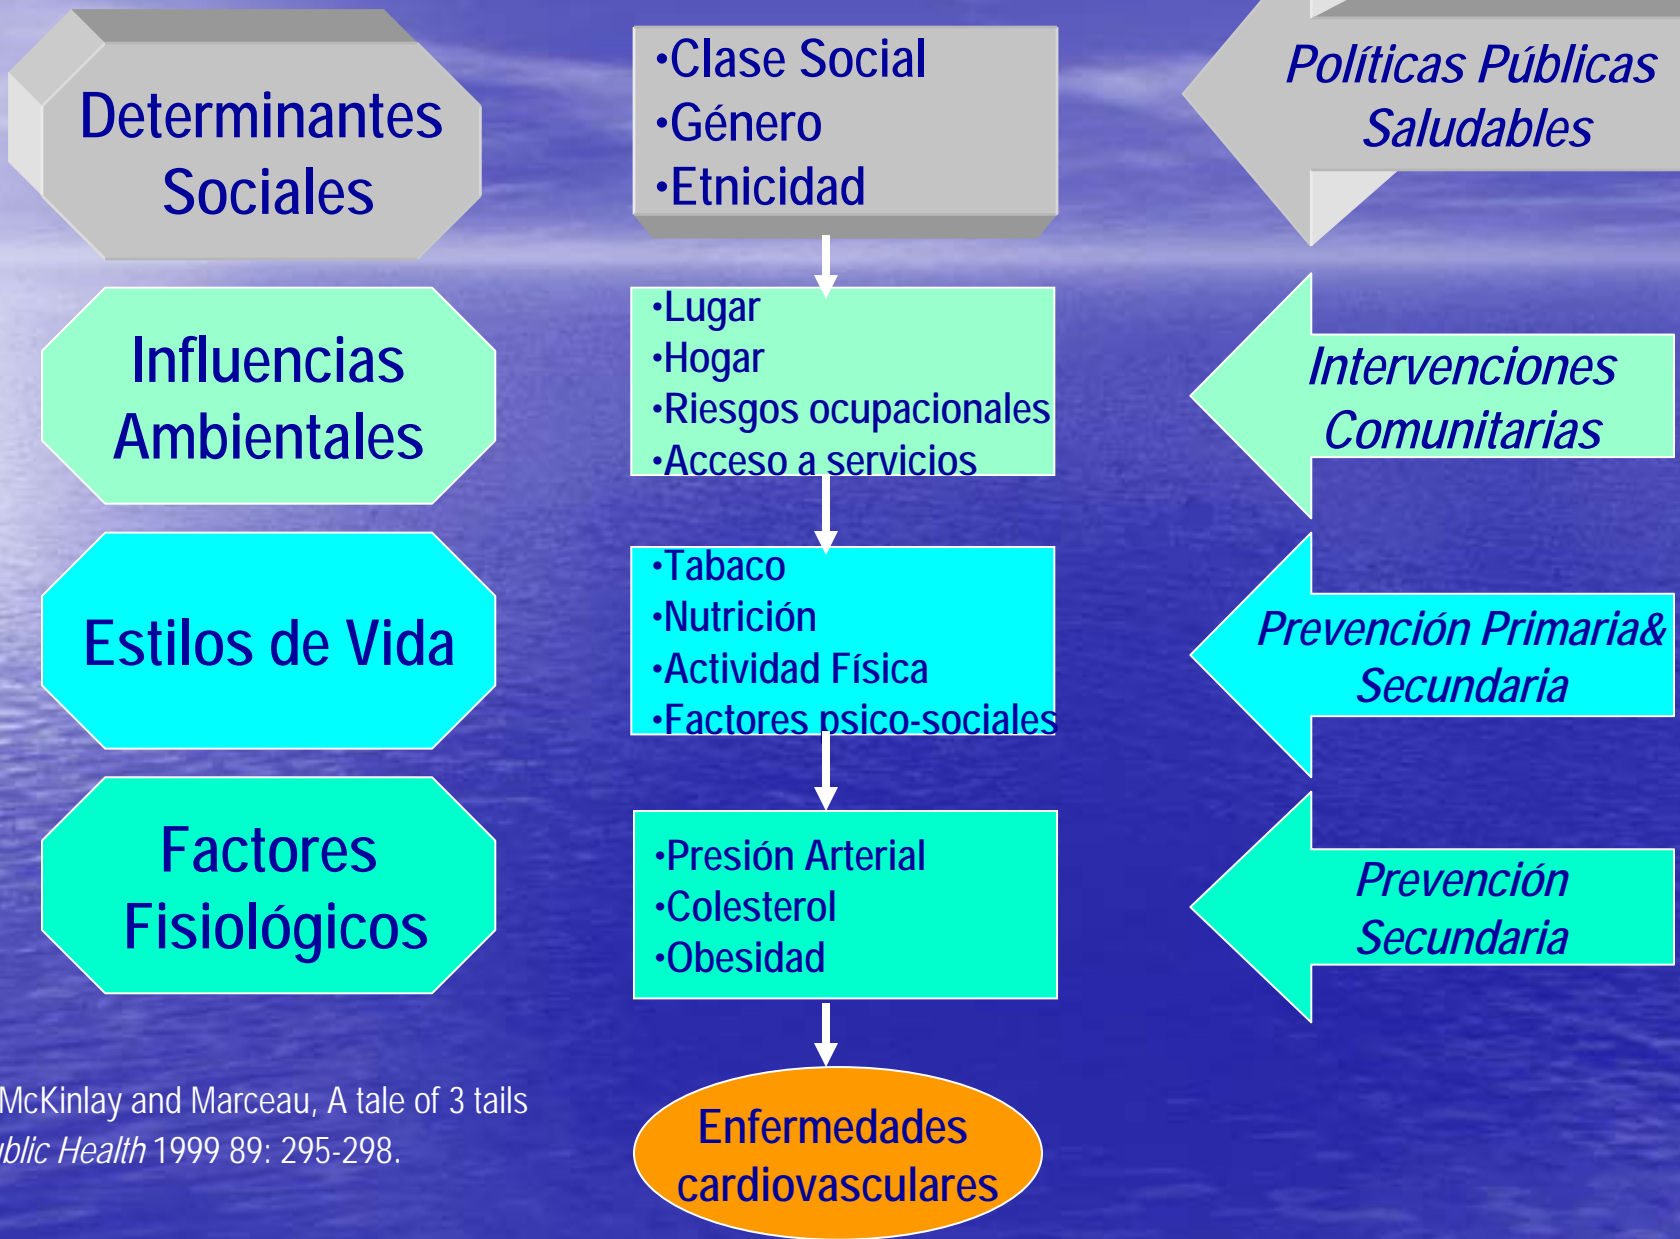 Determinantes
Sociales
•Clase Social
•Género
•Etnicidad
Políticas Públicas
Saludables
Influencias
Ambientales
•Lugar
•Hogar
•Riesgos ocupacionales
•Acceso a servicios
Intervenciones
Comunitarias
Estilos de Vida
•Tabaco
•Nutrición
•Actividad Física
•Factores psico-sociales
Prevención Primaria&
Secundaria
Factores
Fisiológicos
•Presión Arterial
•Colesterol
•Obesidad
Prevención
Secundaria
McKinlay and Marceau, A tale of 3 tails
Health 1999 89: 295-298.
Enfermedades
cardiovasculares